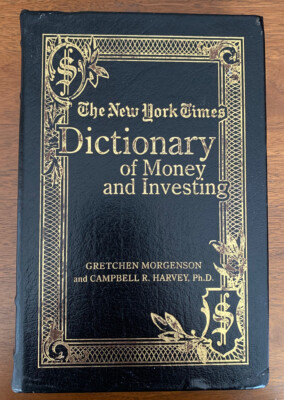 $
The New York Times
Dictionary
of Money
and Investing
GRETCHEN MORGENSON
and CAMPBELL R. HARVEY, Ph.D.
$